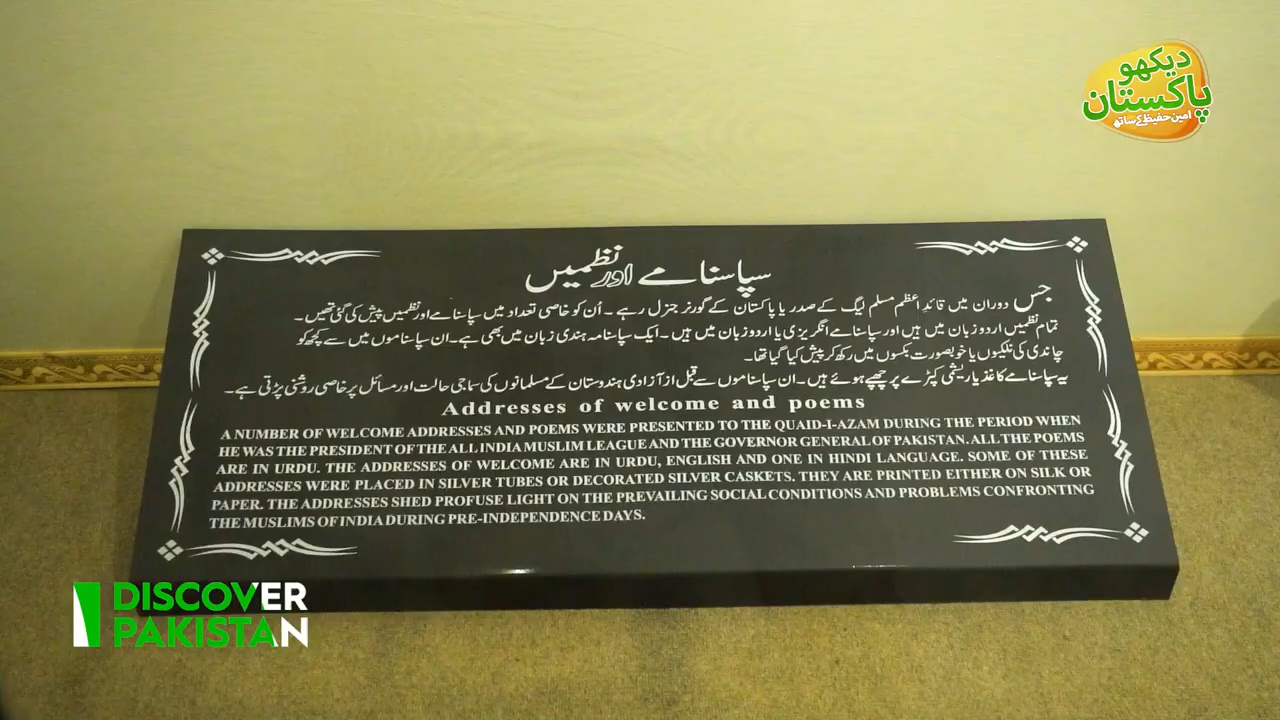 دیکھو
پاکستان
امین حفیظ کے ساتھ
سپاسنامے اور نظمیں
جس دوران میں قائدِاعظم مسلم لیگ کے صدر یا پاکستان کے گورنر جنرل رہے ۔ اُن کو خاصی تعداد میں سپاسنامے اور نظمیں پیش کی گئی تھیں ۔
تمام نظمیں اردو زبان میں ہیں اور سپاسنامے انگریزی یا اردو زبان میں ہیں ۔ ایک سپاسنامہ ہندی زبان میں بھی ہے۔ ان سپاسناموں میں سے کچھ کو
چاندی کی نلکیوں یا خوبصورت بکسوں میں رکھ کر پیش کیا گیا تھا۔
یہ سپاسنامے کاغذ یا ریشمی کپڑے پر چھپے ہوئے ہیں۔ ان سپاسناموں سے قبل از آزادی ہندوستان کے مسلمانوں کی سماجی حالت اور مسائل پر خاصی روشنی پڑتی ہے۔
Addresses of welcome and poems
A NUMBER OF WELCOME ADDRESSES AND POEMS WERE PRESENTED TO THE QUAID-I-AZAM DURING THE PERIOD WHEN
HE WAS THE PRESIDENT OF THE ALL INDIA MUSLIM LEAGUE AND THE GOVERNOR GENERAL OF PAKISTAN. ALL THE POEMS
ARE IN URDU. THE ADDRESSES OF WELCOME ARE IN URDU, ENGLISH AND ONE IN HINDI LANGUAGE. SOME OF THESE
ADDRESSES WERE PLACED IN SILVER TUBES OR DECORATED SILVER CASKETS. THEY ARE PRINTED EITHER ON SILK OR
PAPER. THE ADDRESSES SHED PROFUSE LIGHT ON THE PREVAILING SOCIAL CONDITIONS AND PROBLEMS CONFRONTING
THE MUSLIMS OF INDIA DURING PRE-INDEPENDENCE DAYS.
DISCOVER
PAKISTAN